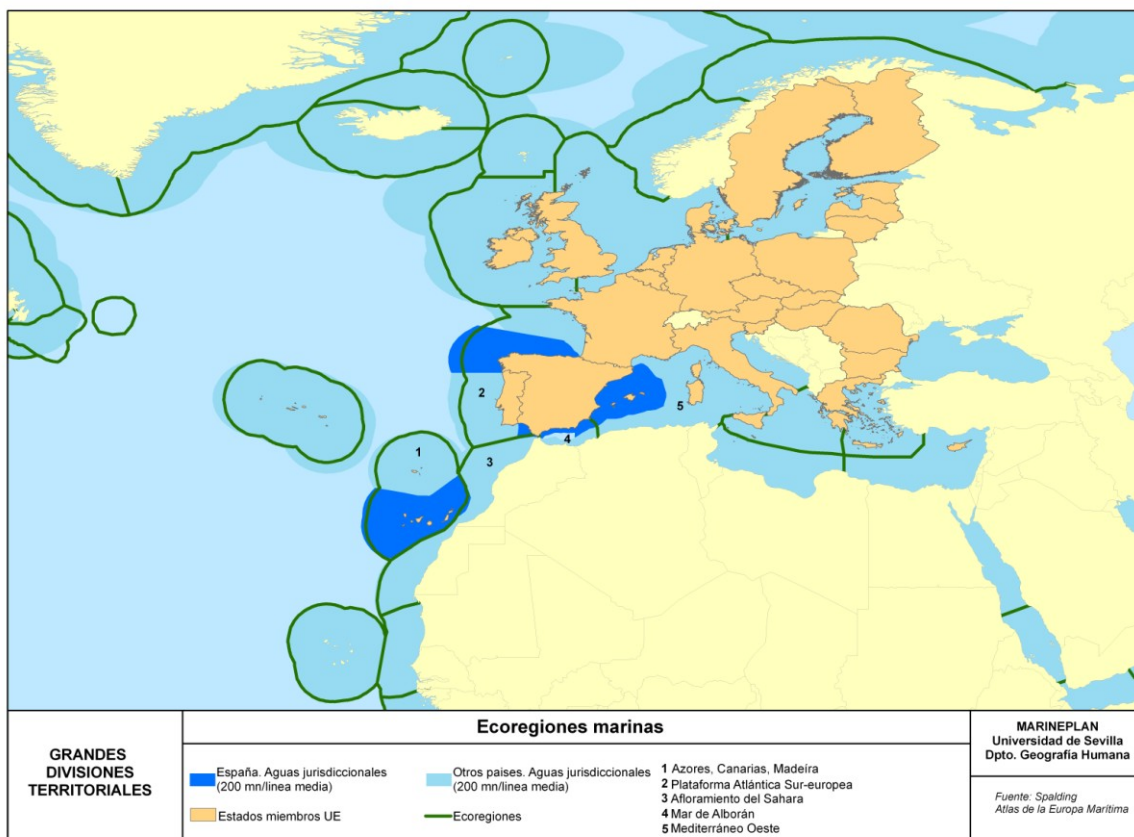 1
2
3
4
5
GRANDES
DIVISIONES
TERRITORIALES
Ecoregiones marinas
España. Aguas jurisdiccionales
(200 mn/linea media)
Otros paises. Aguas jurisdiccionales
(200 mn/linea media)
Estados miembros UE
Ecoregiones
1 Azores, Canarias, Madeíra
2 Plataforma Atlántica Sur-europea
3 Afloramiento del Sahara
4 Mar de Alborán
5 Mediterráneo Oeste
MARINEPLAN
Universidad de Sevilla
Dpto. Geografía Humana
Fuente: Spalding
Atlas de la Europa Marítima